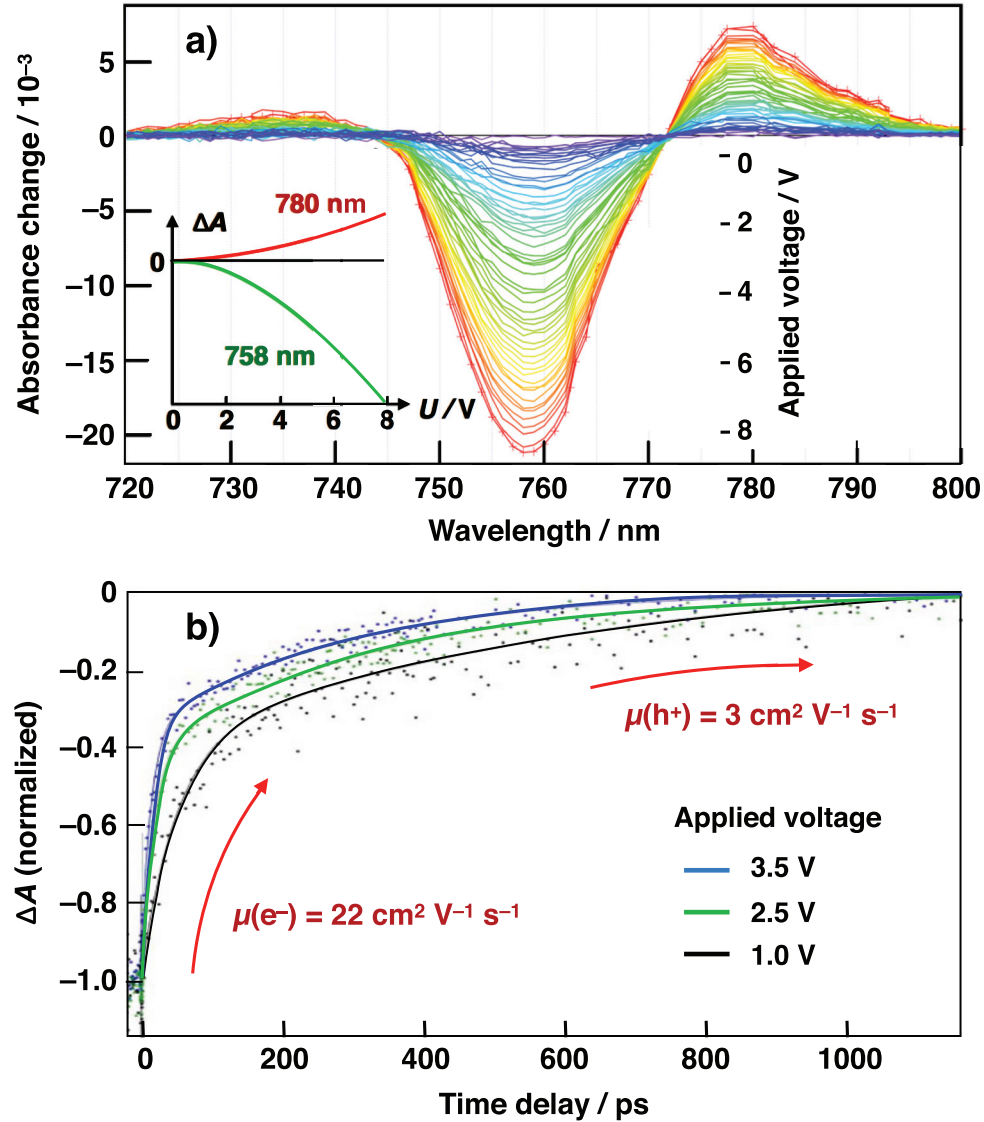 a)
Absorbance change / 10⁻³
5
0
−5
−10
−15
−20
780 nm
ΔA
0
758 nm
0 2 4 6 8
U / V
0
−2
−4
−6
−8
Applied voltage / V
720 730 740 750 760 770 780 790 800
Wavelength / nm
b)
ΔA (normalized)
0
−0.2
−0.4
−0.6
−0.8
−1.0
μ(h⁺) = 3 cm² V⁻¹ s⁻¹
μ(e⁻) = 22 cm² V⁻¹ s⁻¹
Applied voltage
3.5 V
2.5 V
1.0 V
0 200 400 600 800 1000
Time delay / ps